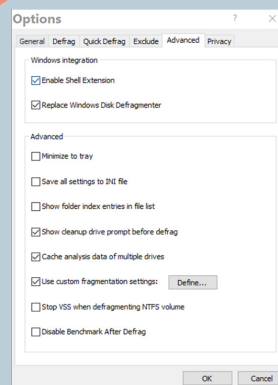 Options
?
General Defrag Quick Defrag Exclude Advanced Privacy
Windows integration
Enable Shell Extension
Replace Windows Disk Defragmenter
Advanced
Minimize to tray
Save all settings to INI file
Show folder index entries in file list
Show cleanup drive prompt before defrag
Cache analysis data of multiple drives
Use custom fragmentation settings: Define...
Stop VSS when defragmenting NTFS volume
Disable Benchmark After Defrag
OK Cancel